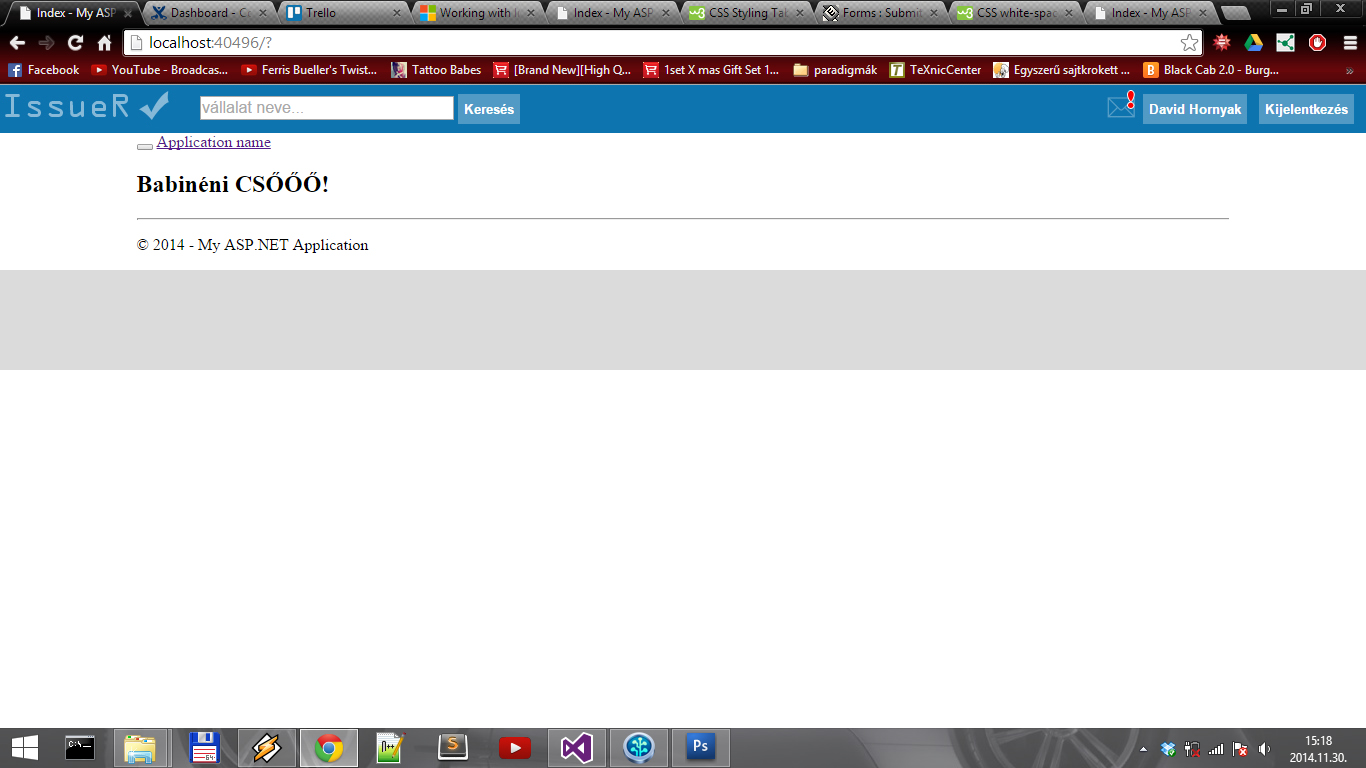 Index - My ASP
Dashboard - C
Trello
Working with
Index - My ASP
CSS Styling Tal
Forms : Submit
CSS white-spac
Index - My ASP
localhost:40496/?
Facebook
YouTube - Broadcas...
Ferris Bueller's Twist...
Tattoo Babes
[Brand New][High Q...
1set X mas Gift Set 1...
paradigmák
TeXnicCenter
Egyszerű sajtkrokett ...
Black Cab 2.0 - Burg...
»
IssueR
vállalat neve...
Keresés
David Hornyak
Kijelentkezés
Application name
Babinéni CSŐŐŐ!
© 2014 - My ASP.NET Application
15:18
2014.11.30.